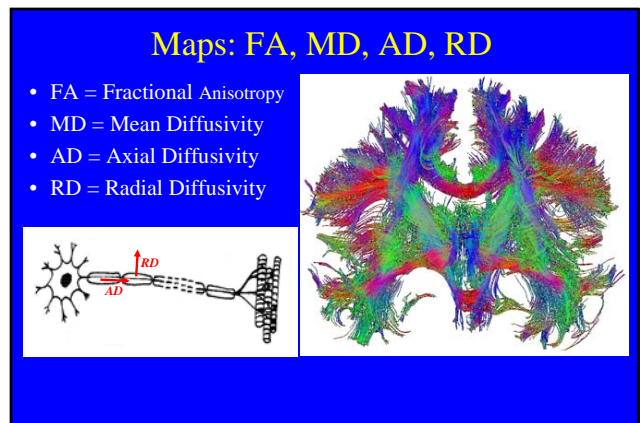 Maps: FA, MD, AD, RD
• FA = Fractional Anisotropy
• MD = Mean Diffusivity
• AD = Axial Diffusivity
• RD = Radial Diffusivity
RD
AD